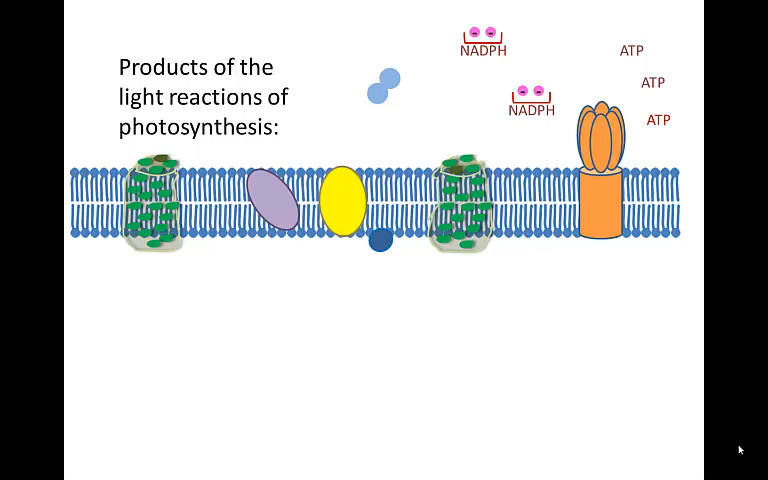 Products of the
light reactions of
photosynthesis:
NADPH
NADPH
ATP
ATP
ATP